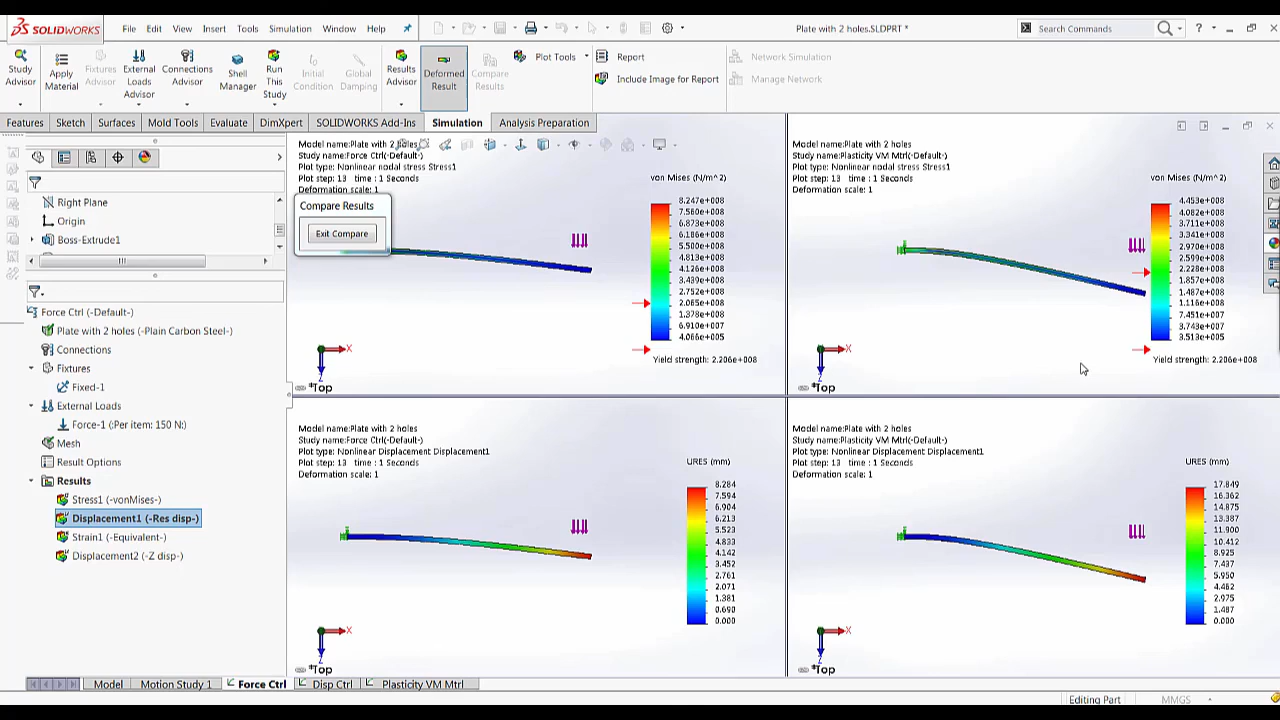 SOLIDWORKS
File Edit View Insert Tools Simulation Window Help
Plate with 2 holes.SLDPRT *
Search Commands
Study Advisor
Apply Material
Fixtures Advisor
External Loads Advisor
Connections Advisor
Shell Manager
Run This Study
Initial Condition
Global Damping
Results Advisor
Deformed Result
Compare Results
Plot Tools
Report
Include Image for Report
Network Simulation
Manage Network
Features Sketch Surfaces Mold Tools Evaluate DimXpert SOLIDWORKS Add-Ins Simulation Analysis Preparation
Right Plane
Origin
Boss-Extrude1
Force Ctrl (-Default-)
Plate with 2 holes (-Plain Carbon Steel-)
Connections
Fixtures
Fixed-1
External Loads
Force-1 (:Per item: 150 N:)
Mesh
Result Options
Results
Stress1 (-vonMises-)
Displacement1 (-Res disp-)
Strain1 (-Equivalent-)
Displacement2 (-Z disp-)
Model name:Plate with 2 holes
Study name:Force Ctrl(-Default-)
Plot type: Nonlinear nodal stress Stress1
Plot step: 13 time : 1 Seconds
Deformation scale: 1
Compare Results
Exit Compare
von Mises (N/m^2)
8.247e+008
7.560e+008
6.873e+008
6.186e+008
5.500e+008
4.813e+008
4.126e+008
3.439e+008
2.752e+008
2.065e+008
1.378e+008
6.910e+007
4.066e+005
Yield strength: 2.206e+008
X
Z
*Top
Model name:Plate with 2 holes
Study name:Plasticity VM Mtrl(-Default-)
Plot type: Nonlinear nodal stress Stress1
Plot step: 13 time : 1 Seconds
Deformation scale: 1
von Mises (N/m^2)
4.453e+008
4.082e+008
3.711e+008
3.341e+008
2.970e+008
2.599e+008
2.228e+008
1.858e+008
1.487e+008
1.116e+008
7.451e+007
3.743e+007
3.513e+005
Yield strength: 2.206e+008
X
Z
*Top
Model name:Plate with 2 holes
Study name:Force Ctrl(-Default-)
Plot type: Nonlinear Displacement Displacement1
Plot step: 13 time : 1 Seconds
Deformation scale: 1
URES (mm)
8.284
7.594
6.904
6.213
5.523
4.833
4.142
3.452
2.761
2.071
1.381
0.690
0.000
X
Z
*Top
Model name:Plate with 2 holes
Study name:Plasticity VM Mtrl(-Default-)
Plot type: Nonlinear Displacement Displacement1
Plot step: 13 time : 1 Seconds
Deformation scale: 1
URES (mm)
17.849
16.362
14.875
13.387
11.900
10.412
8.925
7.437
5.950
4.462
2.975
1.487
0.000
X
Z
*Top
Model Motion Study 1 Force Ctrl Disp Ctrl Plasticity VM Mtrl
Editing Part MMGS